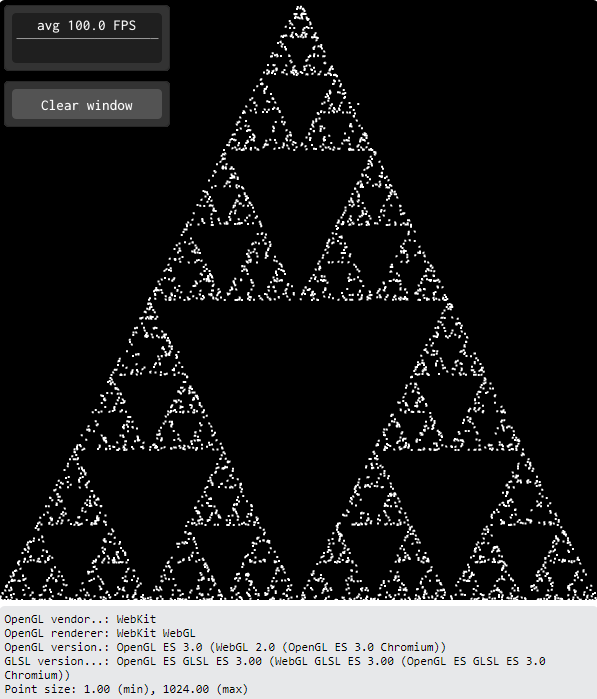 avg 100.0 FPS
Clear window
OpenGL vendor..: WebKit
OpenGL renderer: WebKit WebGL
OpenGL version.: OpenGL ES 3.0 (WebGL 2.0 (OpenGL ES 3.0 Chromium))
GLSL version...: OpenGL ES GLSL ES 3.00 (WebGL GLSL ES 3.00 (OpenGL ES GLSL ES 3.0
Chromium))
Point size: 1.00 (min), 1024.00 (max)